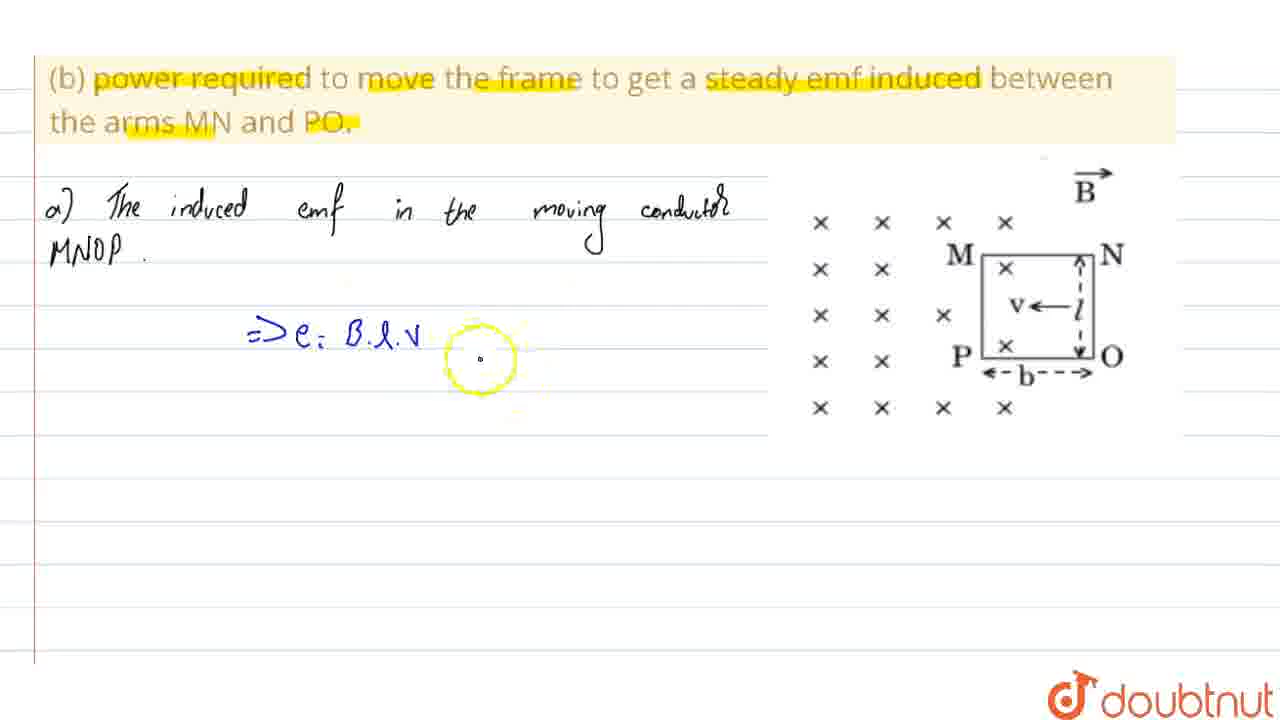 (b) power required to move the frame to get a steady emf induced between
the arms MN and PO.
a) The induced emf in the moving conductor
MNOP.
=> e = B.l.v
B
M N
v l
P O
b
doubtnut